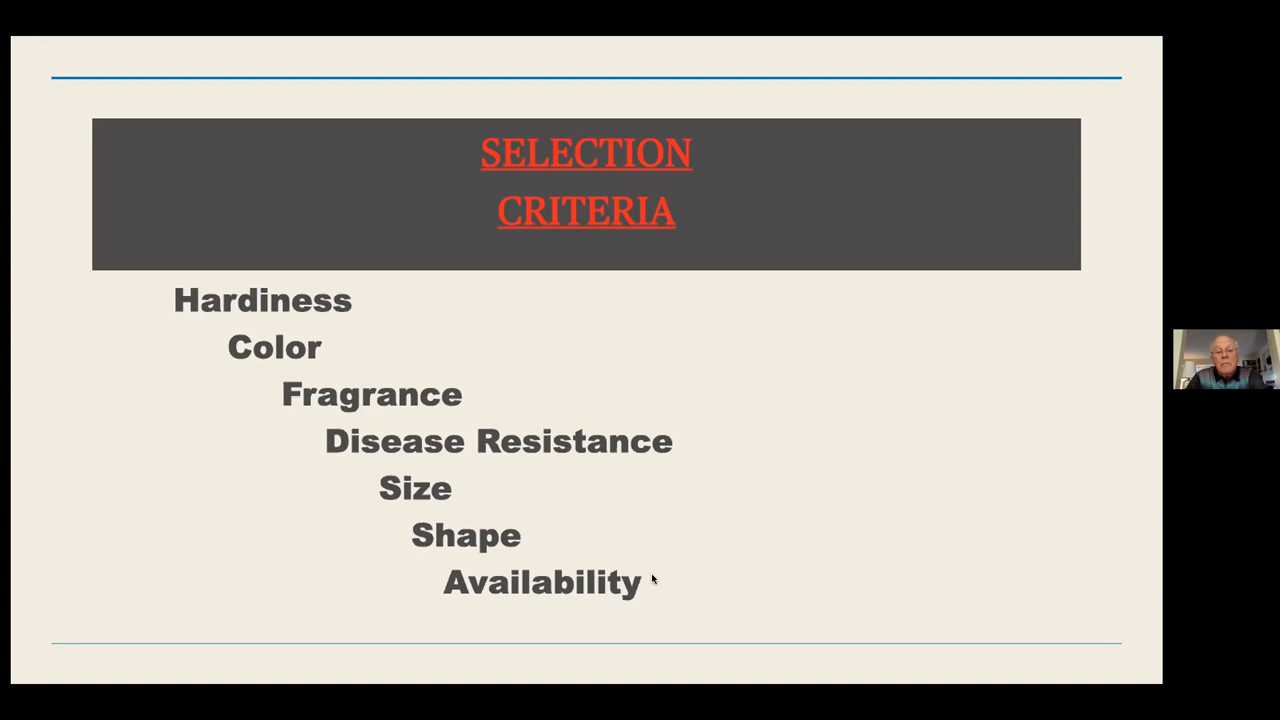 SELECTION
CRITERIA
Hardiness
Color
Fragrance
Disease Resistance
Size
Shape
Availability